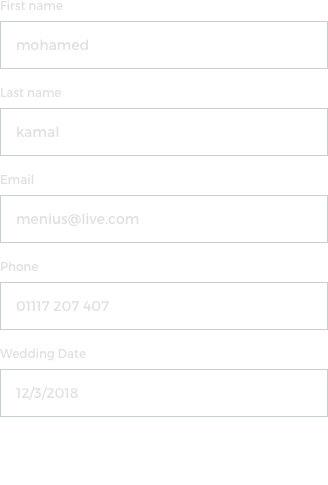 First name
mohamed
Last name
kamal
Email
menius@live.com
Phone
01117 207 407
Wedding Date
12/3/2018